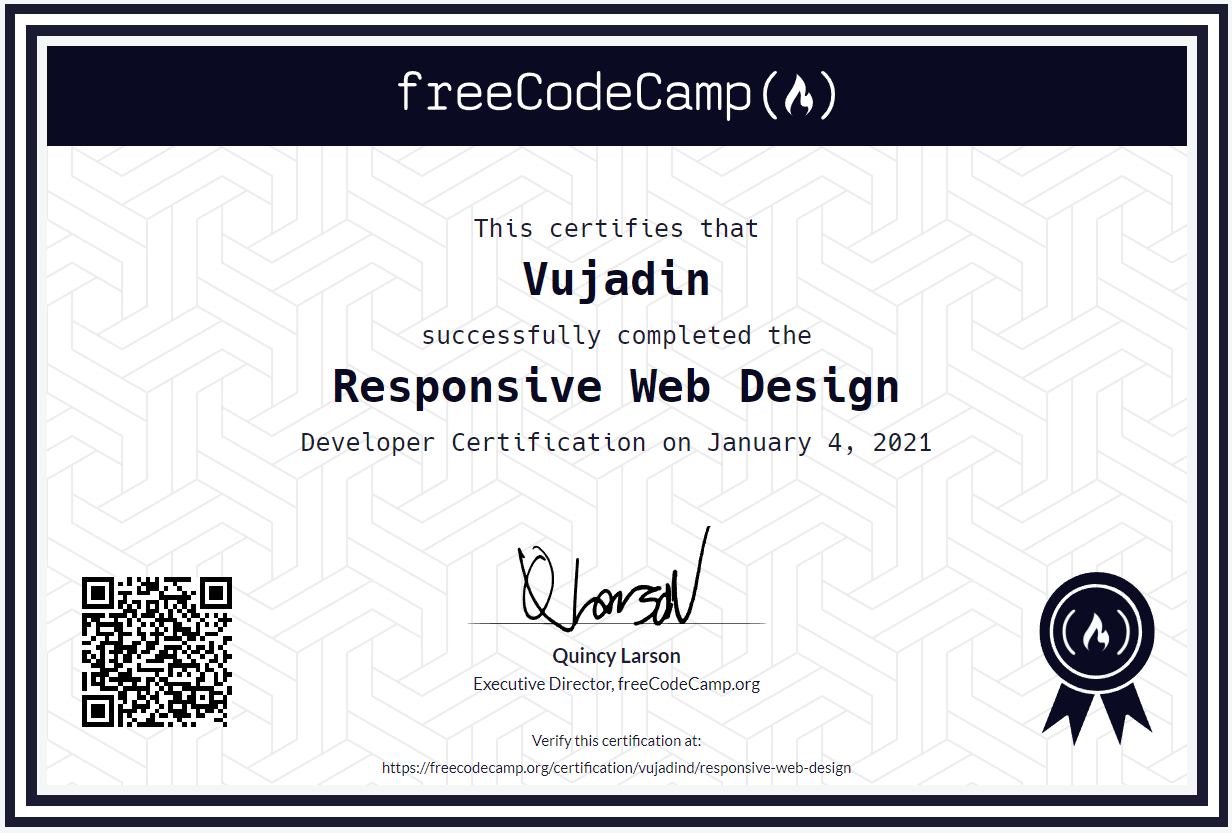 freeCodeCamp
This certifies that
Vujadin
successfully completed the
Responsive Web Design
Developer Certification on January 4, 2021
Q Larson
Quincy Larson
Executive Director, freeCodeCamp.org
Verify this certification at:
https://freecodecamp.org/certification/vujadind/responsive-web-design